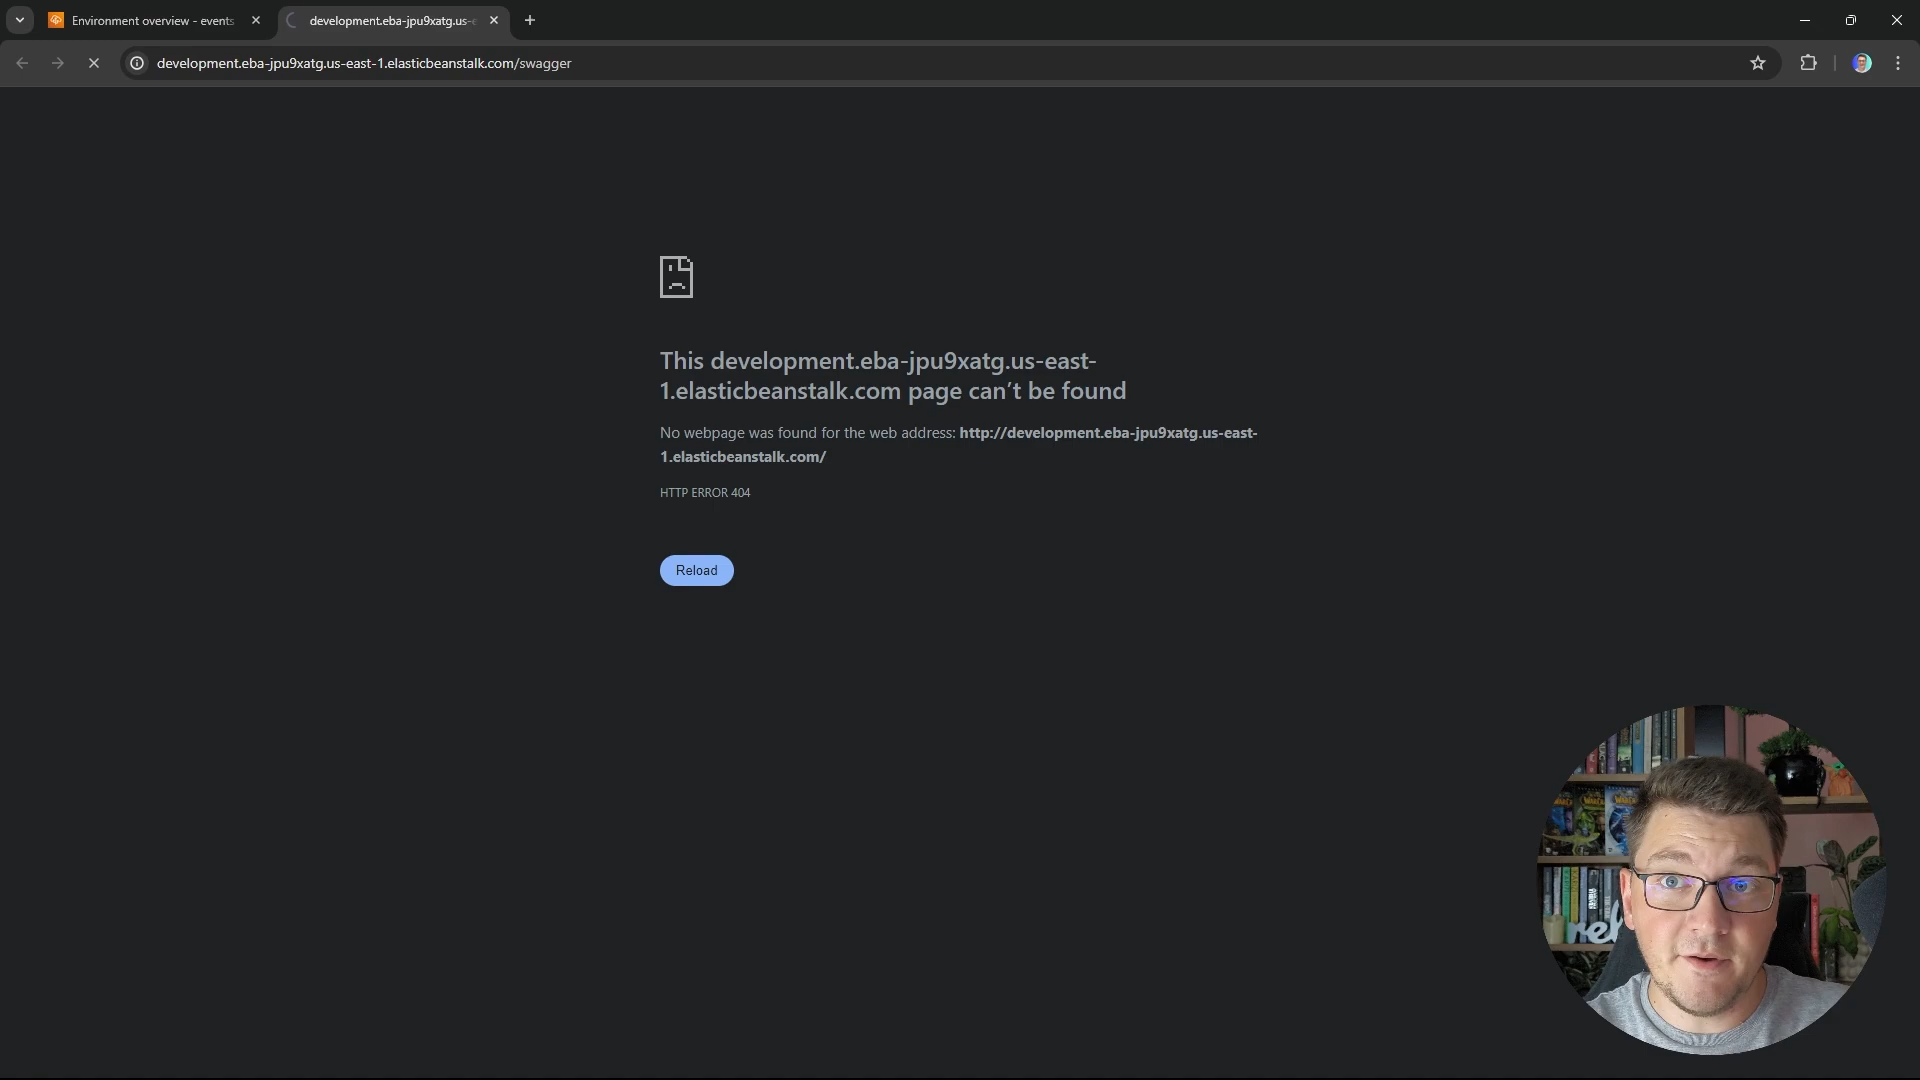 Environment overview - events
development.eba-jpu9xatg.us-e
development.eba-jpu9xatg.us-east-1.elasticbeanstalk.com/swagger
This development.eba-jpu9xatg.us-east-
1.elasticbeanstalk.com page can’t be found
No webpage was found for the web address: http://development.eba-jpu9xatg.us-east-
1.elasticbeanstalk.com/
HTTP ERROR 404
Reload